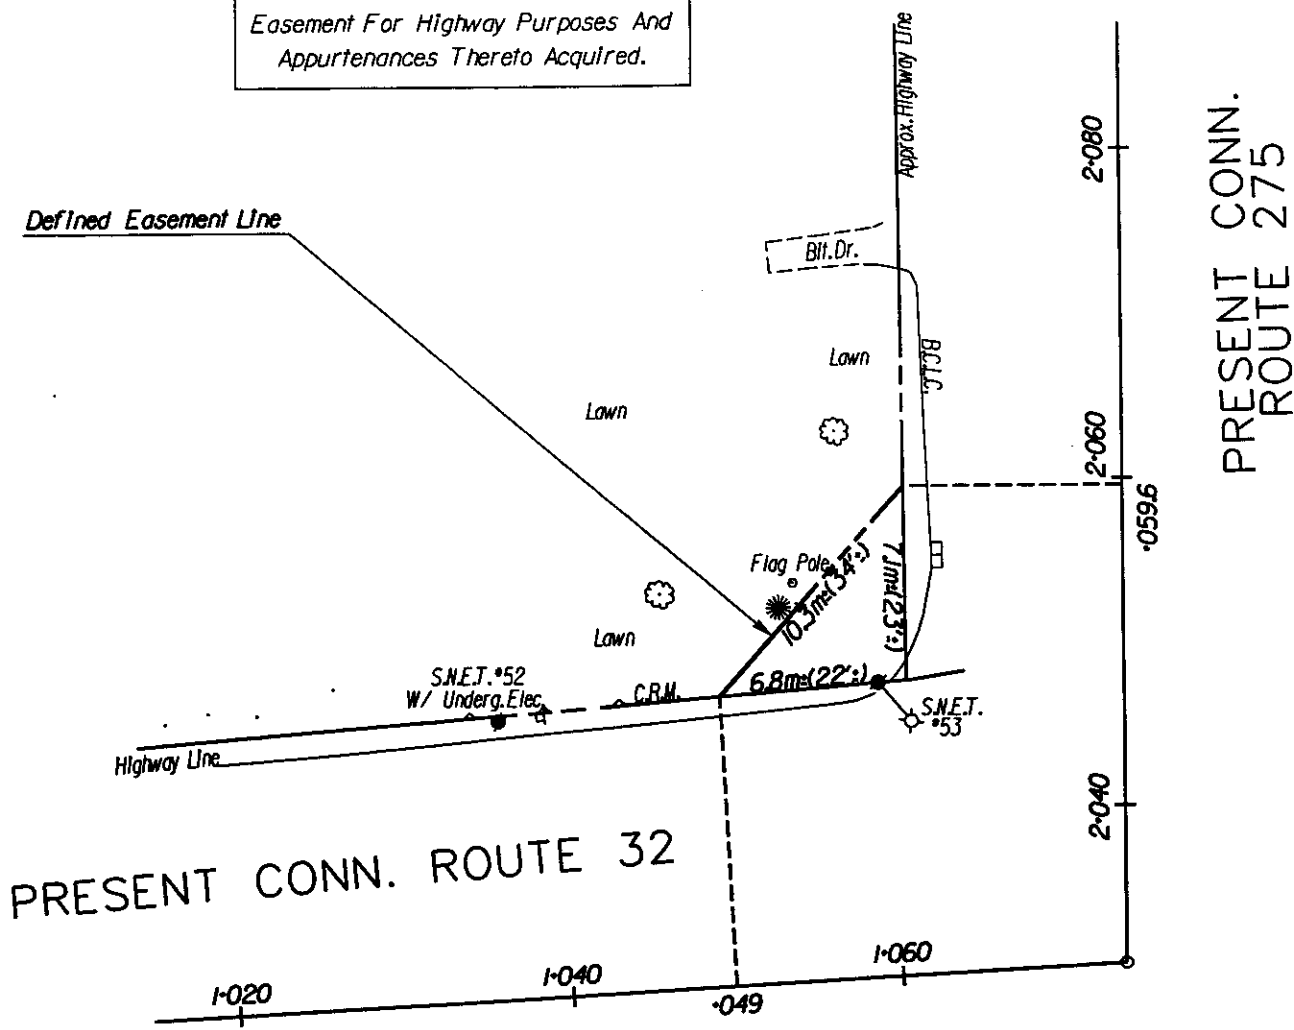 Easement For Highway Purposes And
Appurtenances Thereto Acquired.
Approx. Highway Line
2+080
PRESENT CONN.
ROUTE 275
Defined Easement Line
Blt. Dr.
B.C.L.C.
Lawn
Lawn
2+060
+059.6
Flag Pole
10.3m±(34'±)
7.1m±(23'±)
Lawn
S.N.E.T. #52
W/ Underg. Elec.
C.R.M.
6.8m±(22'±)
S.N.E.T.
#53
Highway Line
2+040
PRESENT CONN. ROUTE 32
1+020
1+040
+049
1+060